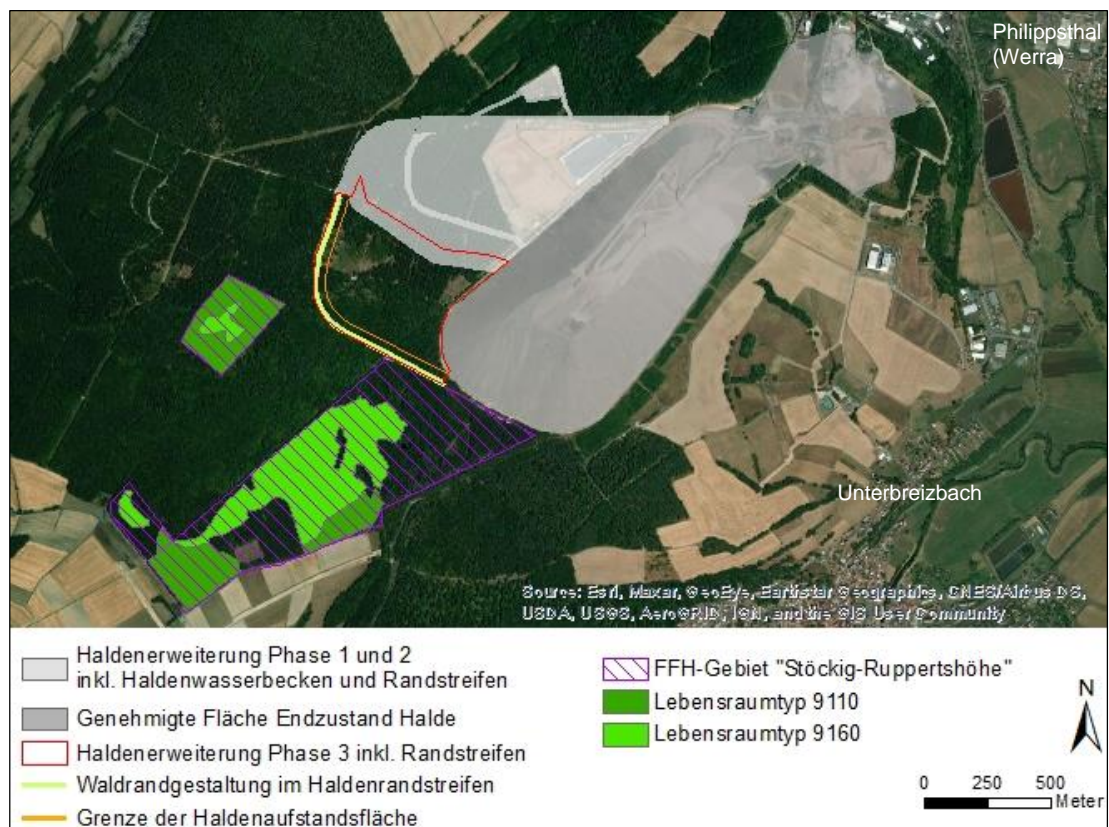 Philippsthal
(Werra)
Unterbreizbach
Source: Esri, Maxar, GeoEye, Earthstar Geographics, CNES/Airbus DS,
USDA, USGS, AeroGRID, IGN, and the GIS User Community
Haldenerweiterung Phase 1 und 2
inkl. Haldenwasserbecken und Randstreifen
Genehmigte Fläche Endzustand Halde
Haldenerweiterung Phase 3 inkl. Randstreifen
Waldrandgestaltung im Haldenrandstreifen
Grenze der Haldenaufstandsfläche
FFH-Gebiet "Stöckig-Ruppertshöhe"
Lebensraumtyp 9110
Lebensraumtyp 9160
N
0 250 500
Meter